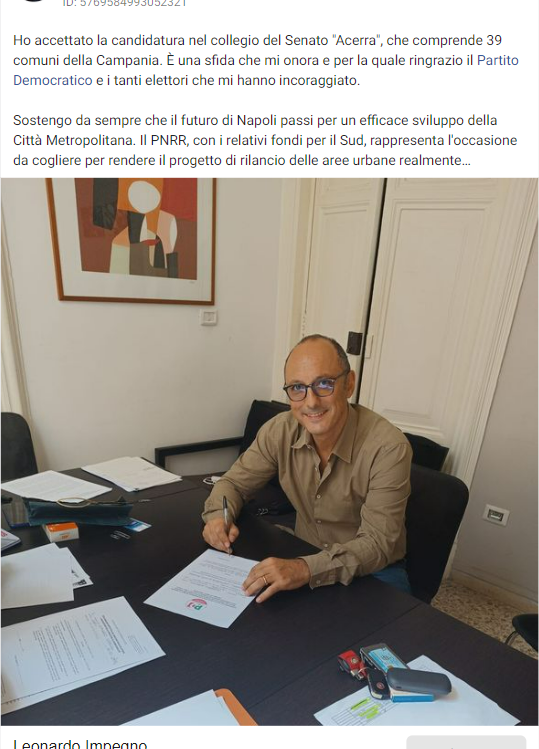 ID: 5769584993052321
Ho accettato la candidatura nel collegio del Senato "Acerra", che comprende 39
comuni della Campania. È una sfida che mi onora e per la quale ringrazio il Partito
Democratico e i tanti elettori che mi hanno incoraggiato.
Sostengo da sempre che il futuro di Napoli passi per un efficace sviluppo della
Città Metropolitana. Il PNRR, con i relativi fondi per il Sud, rappresenta l'occasione
da cogliere per rendere il progetto di rilancio delle aree urbane realmente…
Leonardo Impegno